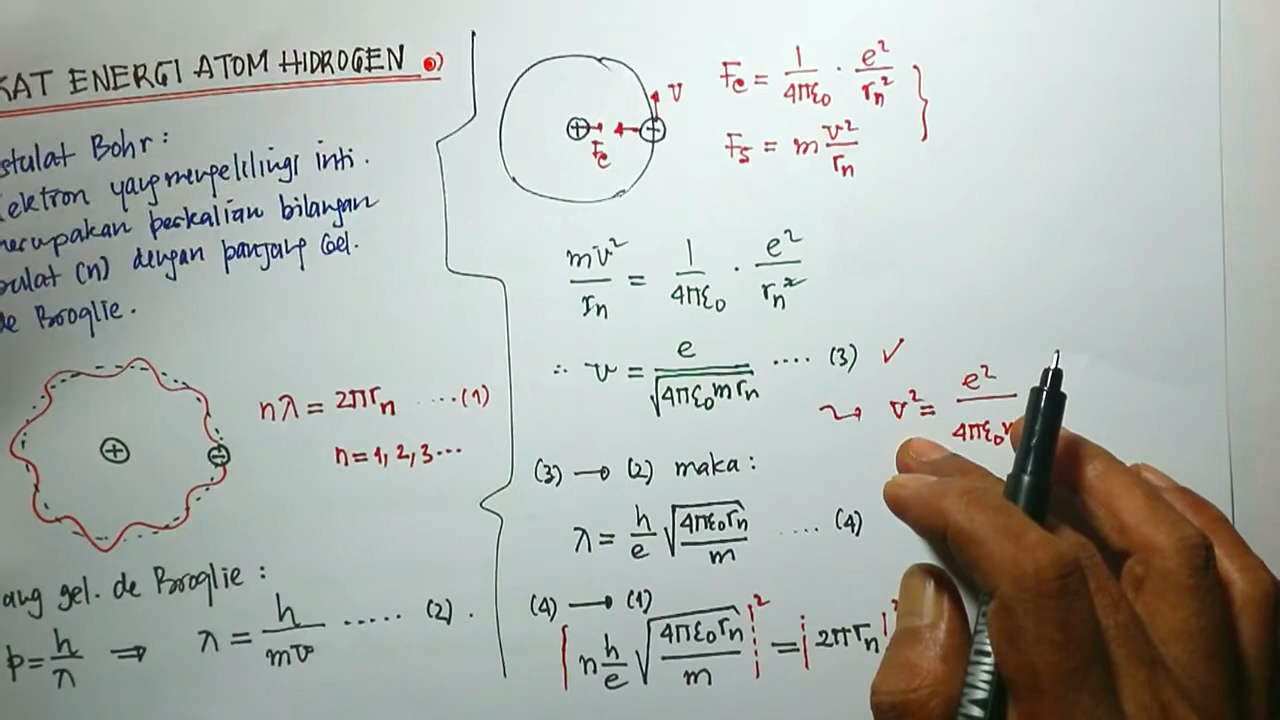 KAT ENERGI ATOM HIDROGEN
stulat Bohr :
lektron yang mengelilingi inti.
merupakan perkalian bilangan
bulat (n) dengan panjang Gel.
de Broglie.
+
−
nλ = 2πrₙ ....(1)
n = 1, 2, 3 ...
ang gel. de Broglie :
p = h/λ ⇒ λ = h/mv ..... (2).
+ Fe − v
Fe = 1/4πε₀ · e²/rₙ²
Fs = m v²/rₙ
mv²/rₙ = 1/4πε₀ · e²/rₙ²
∴ v = e/√4πε₀mrₙ .... (3) ✓
⤳ v² = e²/4πε₀
(3) → (2) maka :
λ = h/e √4πε₀rₙ/m .... (4)
(4) → (1)
|n h/e √4πε₀rₙ/m|² = |2πrₙ|²